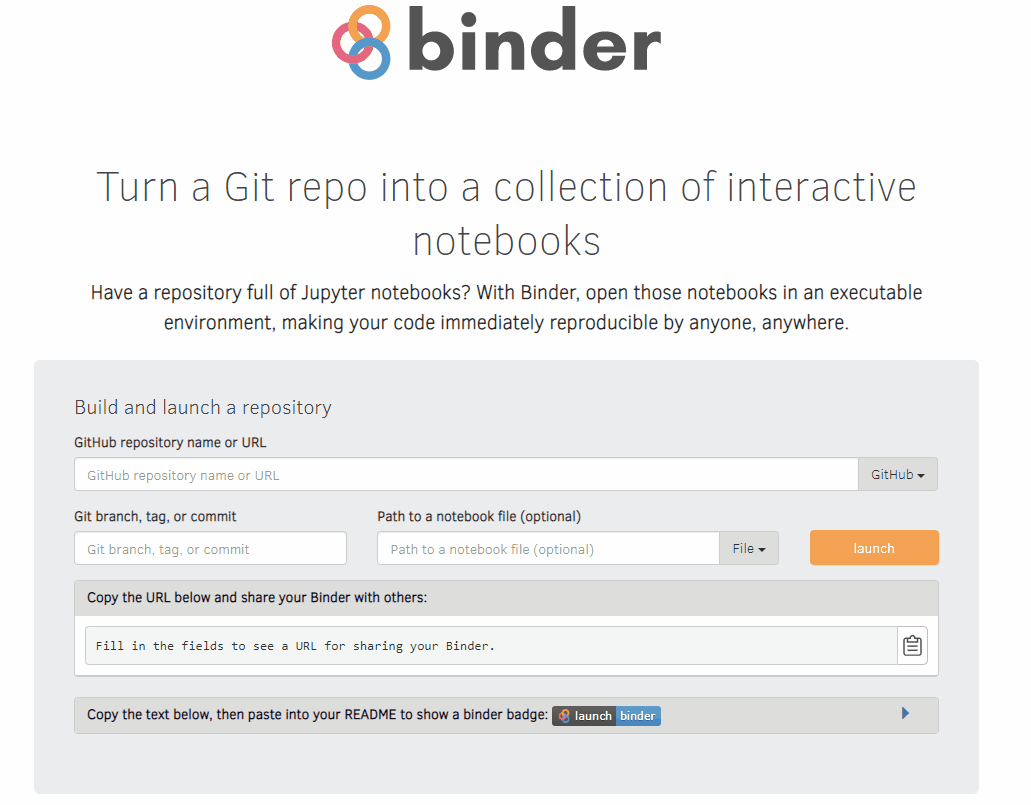 binder
Turn a Git repo into a collection of interactive
notebooks
Have a repository full of Jupyter notebooks? With Binder, open those notebooks in an executable
environment, making your code immediately reproducible by anyone, anywhere.
Build and launch a repository
GitHub repository name or URL
GitHub repository name or URL GitHub
Git branch, tag, or commit Path to a notebook file (optional)
Git branch, tag, or commit Path to a notebook file (optional) File launch
Copy the URL below and share your Binder with others:
Fill in the fields to see a URL for sharing your Binder.
Copy the text below, then paste into your README to show a binder badge: launch binder